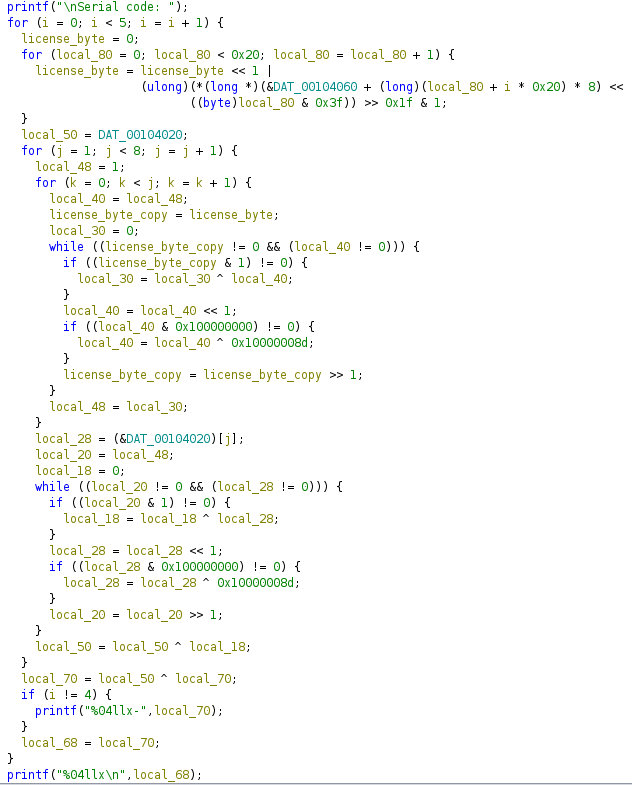 printf("\nSerial code: ");
for (i = 0; i < 5; i = i + 1) {
  license_byte = 0;
  for (local_80 = 0; local_80 < 0x20; local_80 = local_80 + 1) {
    license_byte = license_byte << 1 |
                   (ulong)(*(long *)(&DAT_00104060 + (long)(local_80 + i * 0x20) * 8) <<
                          ((byte)local_80 & 0x3f)) >> 0x1f & 1;
  }
  local_50 = DAT_00104020;
  for (j = 1; j < 8; j = j + 1) {
    local_48 = 1;
    for (k = 0; k < j; k = k + 1) {
      local_40 = local_48;
      license_byte_copy = license_byte;
      local_30 = 0;
      while ((license_byte_copy != 0 && (local_40 != 0))) {
        if ((license_byte_copy & 1) != 0) {
          local_30 = local_30 ^ local_40;
        }
        local_40 = local_40 << 1;
        if ((local_40 & 0x100000000) != 0) {
          local_40 = local_40 ^ 0x10000008d;
        }
        license_byte_copy = license_byte_copy >> 1;
      }
      local_48 = local_30;
    }
    local_28 = (&DAT_00104020)[j];
    local_20 = local_48;
    local_18 = 0;
    while ((local_20 != 0 && (local_28 != 0))) {
      if ((local_20 & 1) != 0) {
        local_18 = local_18 ^ local_28;
      }
      local_28 = local_28 << 1;
      if ((local_28 & 0x100000000) != 0) {
        local_28 = local_28 ^ 0x10000008d;
      }
      local_20 = local_20 >> 1;
    }
    local_50 = local_50 ^ local_18;
  }
  local_70 = local_50 ^ local_70;
  if (i != 4) {
    printf("%04llx-",local_70);
  }
  local_68 = local_70;
}
printf("%04llx\n",local_68);